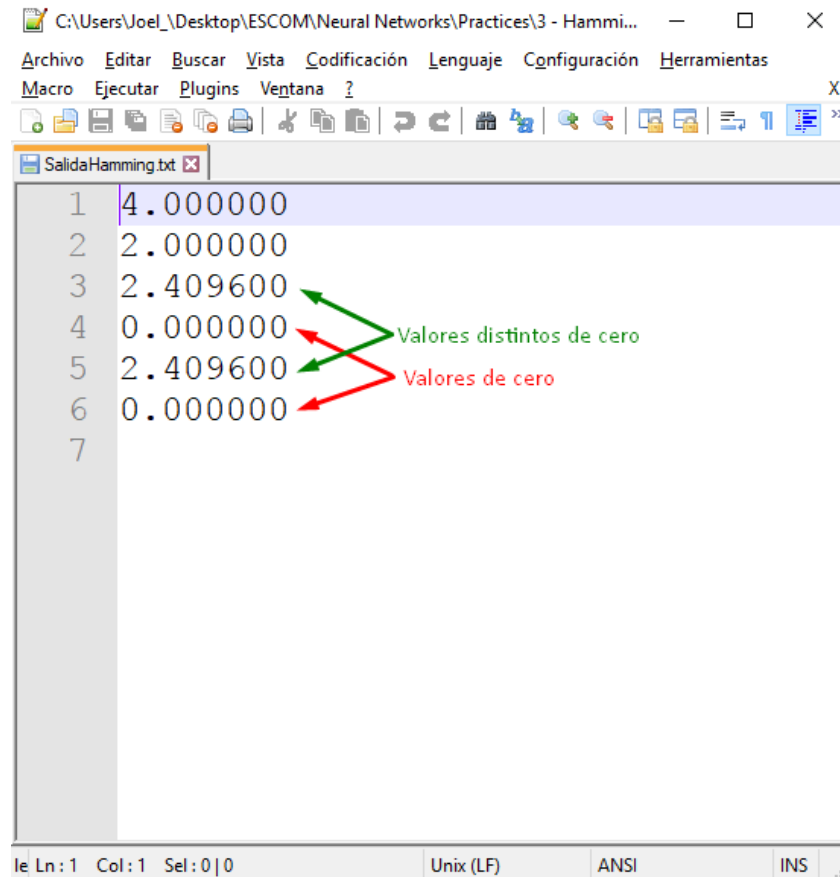 C:\Users\Joel_\Desktop\ESCOM\Neural Networks\Practices\3 - Hammi...
Archivo Editar Buscar Vista Codificación Lenguaje Configuración Herramientas
Macro Ejecutar Plugins Ventana ? X
SalidaHamming.txt
1 4.000000
2 2.000000
3 2.409600
4 0.000000
Valores distintos de cero
5 2.409600
Valores de cero
6 0.000000
7
le Ln : 1 Col : 1 Sel : 0 | 0 Unix (LF) ANSI INS